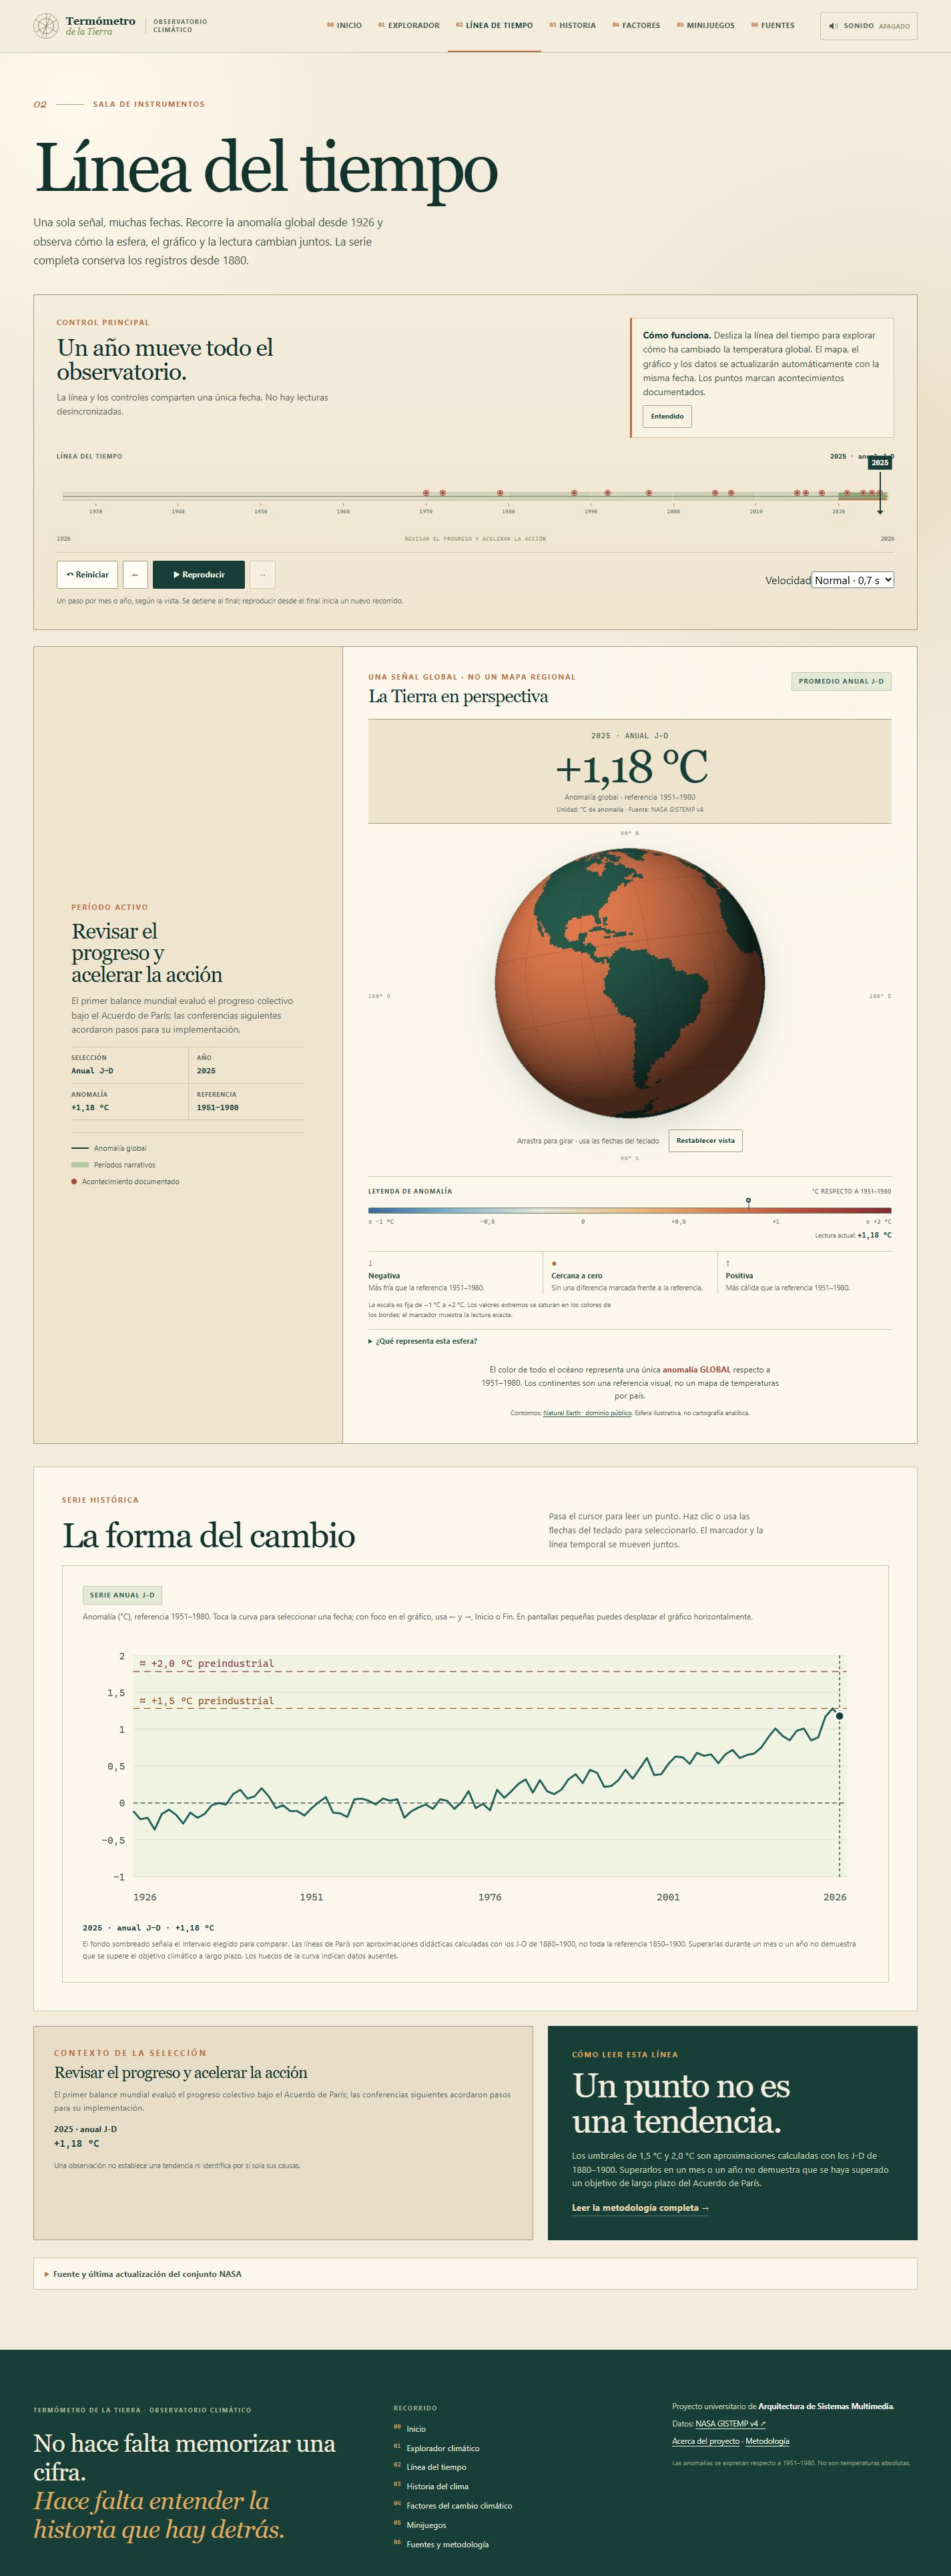 Termómetro
de la Tierra
OBSERVATORIO
CLIMÁTICO
00 INICIO
01 EXPLORADOR
02 LÍNEA DE TIEMPO
03 HISTORIA
04 FACTORES
05 MINIJUEGOS
06 FUENTES
SONIDO APAGADO
02 SALA DE INSTRUMENTOS
Línea del tiempo
Una sola señal, muchas fechas. Recorre la anomalía global desde 1926 y
observa cómo la esfera, el gráfico y la lectura cambian juntos. La serie
completa conserva los registros desde 1880.
CONTROL PRINCIPAL
Un año mueve todo el
observatorio.
La línea y los controles comparten una única fecha. No hay lecturas
desincronizadas.
Cómo funciona. Desliza la línea del tiempo para explorar
cómo ha cambiado la temperatura global. El mapa, el
gráfico y los datos se actualizarán automáticamente con la
misma fecha. Los puntos marcan acontecimientos
documentados.
Entendido
LÍNEA DEL TIEMPO
2025 ·
2025
1930 1940 1950 1960 1970 1980 1990 2000 2010 2020
1926
REVISAR EL PROGRESO Y ACELERAR LA ACCIÓN
2026
↶ Reiniciar
←
▶ Reproducir
→
Velocidad Normal · 0,7 s
Un paso por mes o año, según la vista. Se detiene al final; reproducir desde el final inicia un nuevo recorrido.
PERÍODO ACTIVO
Revisar el
progreso y
acelerar la acción
El primer balance mundial evaluó el progreso colectivo
bajo el Acuerdo de París; las conferencias siguientes
acordaron pasos para su implementación.
SELECCIÓN
Anual J–D
AÑO
2025
ANOMALÍA
+1,18 °C
REFERENCIA
1951–1980
Anomalía global
Períodos narrativos
Acontecimiento documentado
UNA SEÑAL GLOBAL · NO UN MAPA REGIONAL
La Tierra en perspectiva
PROMEDIO ANUAL J-D
2025 · ANUAL J–D
+1,18 °C
Anomalía global · referencia 1951–1980
Unidad: °C de anomalía · Fuente: NASA GISTEMP v4
90° N
180° O
180° E
Arrastra para girar · usa las flechas del teclado
Restablecer vista
90° S
LEYENDA DE ANOMALÍA
°C RESPECTO A 1951–1980
≤ −1 °C −0,5 0 +0,5 +1 ≥ +2 °C
Lectura actual: +1,18 °C
↓
Negativa
Más fría que la referencia 1951–1980.
●
Cercana a cero
Sin una diferencia marcada frente a la referencia.
↑
Positiva
Más cálida que la referencia 1951–1980.
La escala es fija de −1 °C a +2 °C. Los valores extremos se saturan en los colores de
los bordes; el marcador muestra la lectura exacta.
▶ ¿Qué representa esta esfera?
El color de todo el océano representa una única anomalía GLOBAL respecto a
1951–1980. Los continentes son una referencia visual, no un mapa de temperaturas
por país.
Contornos: Natural Earth · dominio público. Esfera ilustrativa, no cartografía analítica.
SERIE HISTÓRICA
La forma del cambio
Pasa el cursor para leer un punto. Haz clic o usa las
flechas del teclado para seleccionarlo. El marcador y la
línea temporal se mueven juntos.
SERIE ANUAL J-D
Anomalía (°C), referencia 1951–1980. Toca la curva para seleccionar una fecha; con foco en el gráfico, usa ← y →, Inicio o Fin. En pantallas pequeñas puedes desplazar el gráfico horizontalmente.
2
≈ +2,0 °C preindustrial
1,5
≈ +1,5 °C preindustrial
1
0,5
0
−0,5
−1
1926 1951 1976 2001 2026
2025 · anual J–D · +1,18 °C
El fondo sombreado señala el intervalo elegido para comparar. Las líneas de París son aproximaciones didácticas calculadas con los J-D de 1880–1900, no toda la referencia 1850–1900. Superarlas durante un mes o un año no demuestra
que se supere el objetivo climático a largo plazo. Los huecos de la curva indican datos ausentes.
CONTEXTO DE LA SELECCIÓN
Revisar el progreso y acelerar la acción
El primer balance mundial evaluó el progreso colectivo bajo el Acuerdo de París; las conferencias siguientes acordaron pasos
para su implementación.
2025 · anual J-D
+1,18 °C
Una observación no establece una tendencia ni identifica por sí sola sus causas.
CÓMO LEER ESTA LÍNEA
Un punto no es
una tendencia.
Los umbrales de 1,5 °C y 2,0 °C son aproximaciones calculadas con los J-D de
1880–1900. Superarlos en un mes o un año no demuestra que se haya superado
un objetivo de largo plazo del Acuerdo de París.
Leer la metodología completa →
▶ Fuente y última actualización del conjunto NASA
TERMÓMETRO DE LA TIERRA · OBSERVATORIO CLIMÁTICO
No hace falta memorizar una
cifra.
Hace falta entender la
historia que hay detrás.
RECORRIDO
00 Inicio
01 Explorador climático
02 Línea del tiempo
03 Historia del clima
04 Factores del cambio climático
05 Minijuegos
06 Fuentes y metodología
Proyecto universitario de Arquitectura de Sistemas Multimedia.
Datos: NASA GISTEMP v4 ↗
Acerca del proyecto · Metodología
Las anomalías se expresan respecto a 1951–1980. No son temperaturas absolutas.